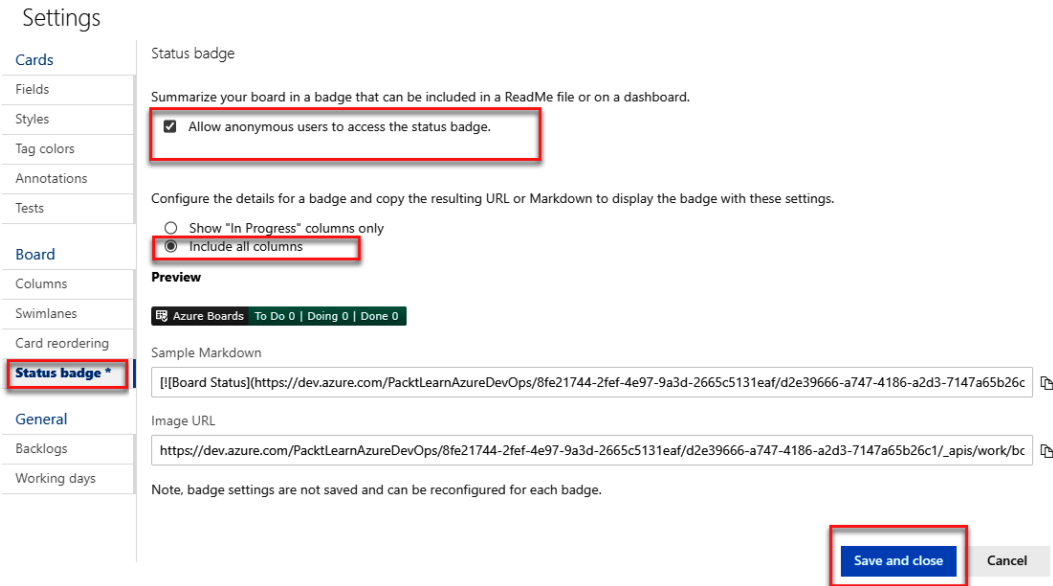 Settings
Cards
Fields
Styles
Tag colors
Annotations
Tests
Board
Columns
Swimlanes
Card reordering
Status badge *
General
Backlogs
Working days
Status badge
Summarize your board in a badge that can be included in a ReadMe file or on a dashboard.
Allow anonymous users to access the status badge.
Configure the details for a badge and copy the resulting URL or Markdown to display the badge with these settings.
Show "In Progress" columns only
Include all columns
Preview
Azure Boards To Do 0 | Doing 0 | Done 0
Sample Markdown
[![Board Status](https://dev.azure.com/PacktLearnAzureDevOps/8fe21744-2fef-4e97-9a3d-2665c5131eaf/d2e39666-a747-4186-a2d3-7147a65b26c
Image URL
https://dev.azure.com/PacktLearnAzureDevOps/8fe21744-2fef-4e97-9a3d-2665c5131eaf/d2e39666-a747-4186-a2d3-7147a65b26c1/_apis/work/bc
Note, badge settings are not saved and can be reconfigured for each badge.
Save and close
Cancel